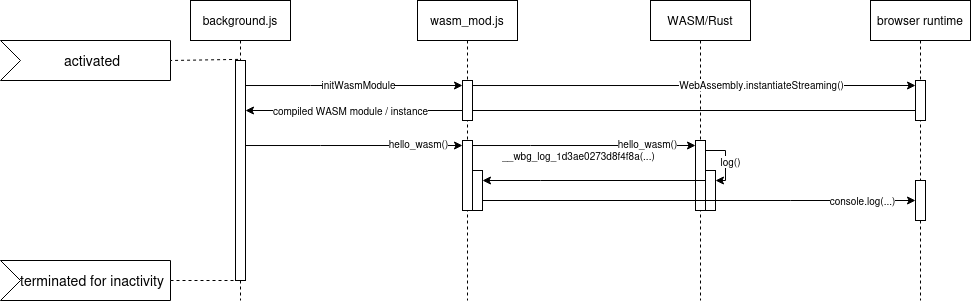 background.js
wasm_mod.js
WASM/Rust
browser runtime
activated
initWasmModule
WebAssembly.instantiateStreaming()
compiled WASM module / instance
hello_wasm()
hello_wasm()
__wbg_log_1d3ae0273d8f4f8a(...)
log()
console.log(...)
terminated for inactivity